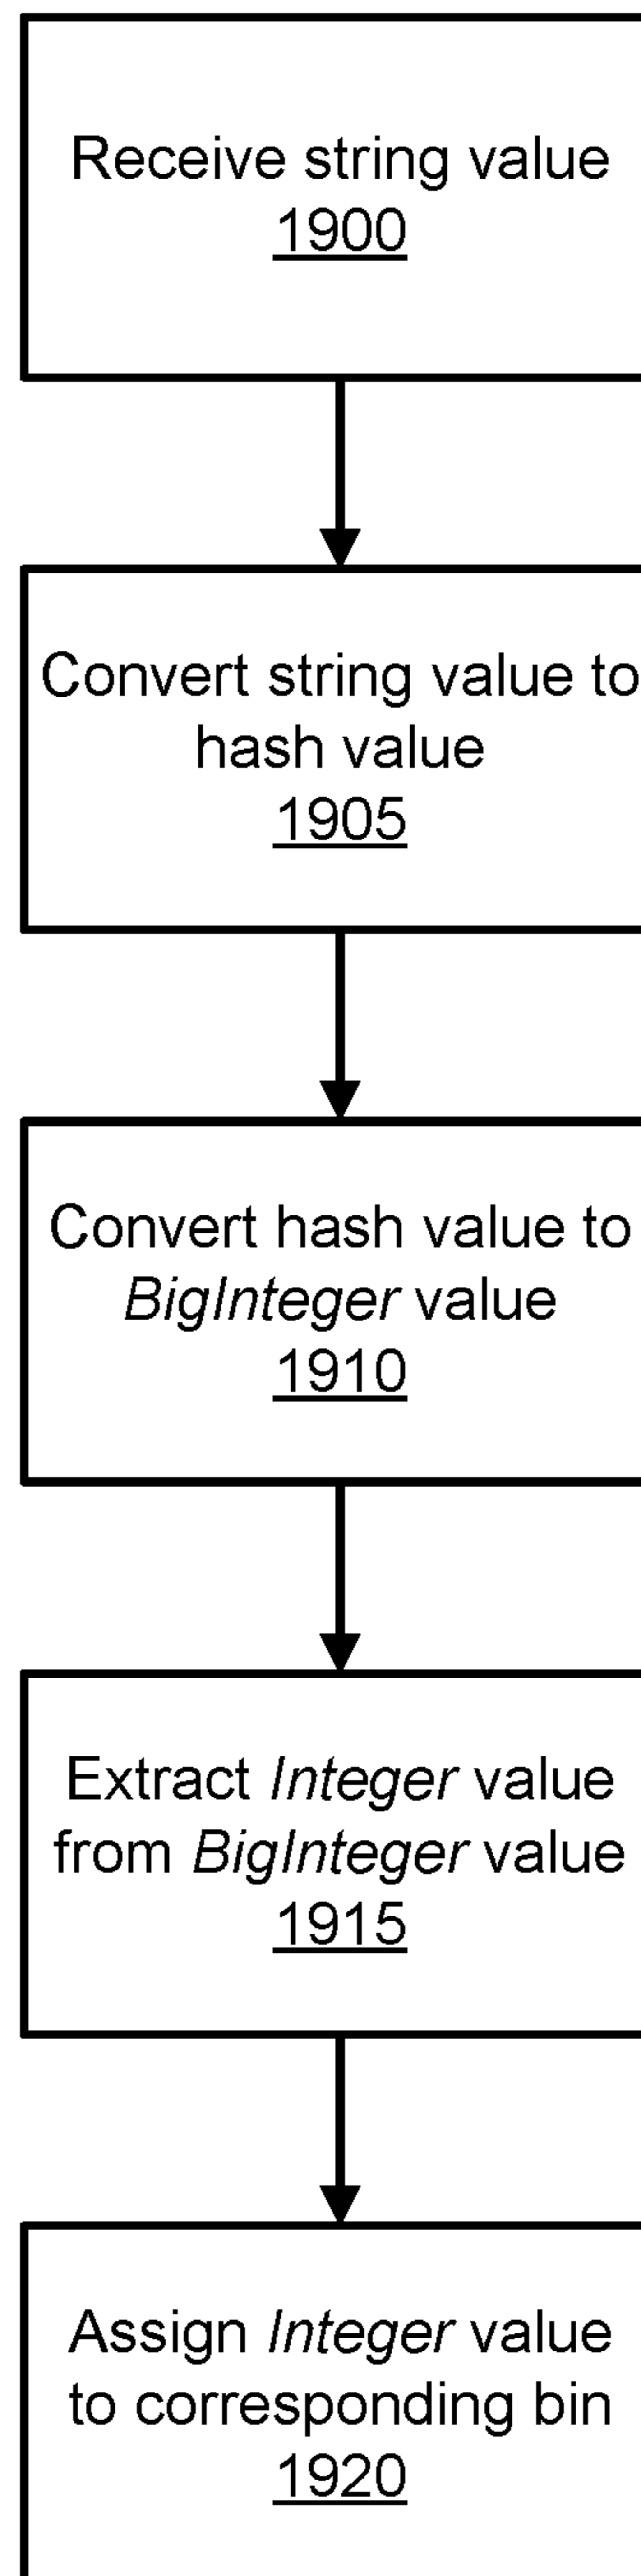 Receive string value
1900
Convert string value to
hash value
1905
Convert hash value to
BigInteger value
1910
Extract Integer value
from BigInteger value
1915
Assign Integer value
to corresponding bin
1920